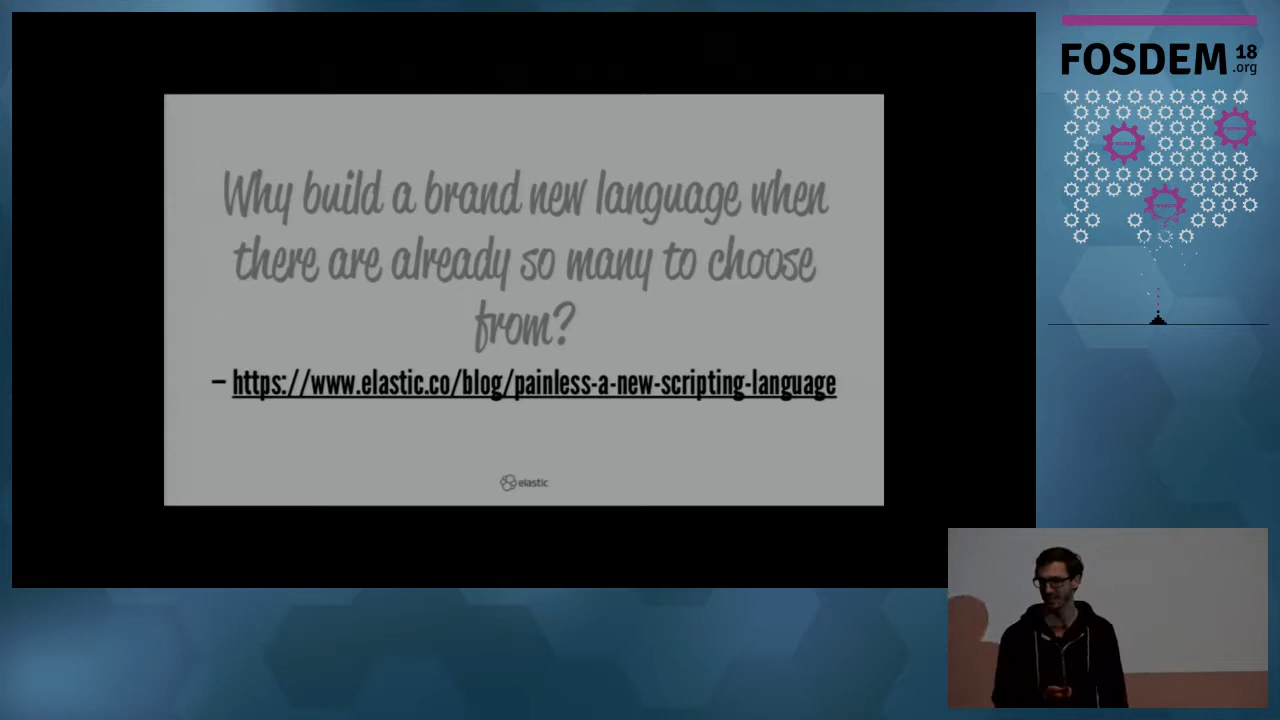 Why build a brand new language when
there are already so many to choose
from?
– https://www.elastic.co/blog/painless-a-new-scripting-language
elastic
FOSDEM 18
.org